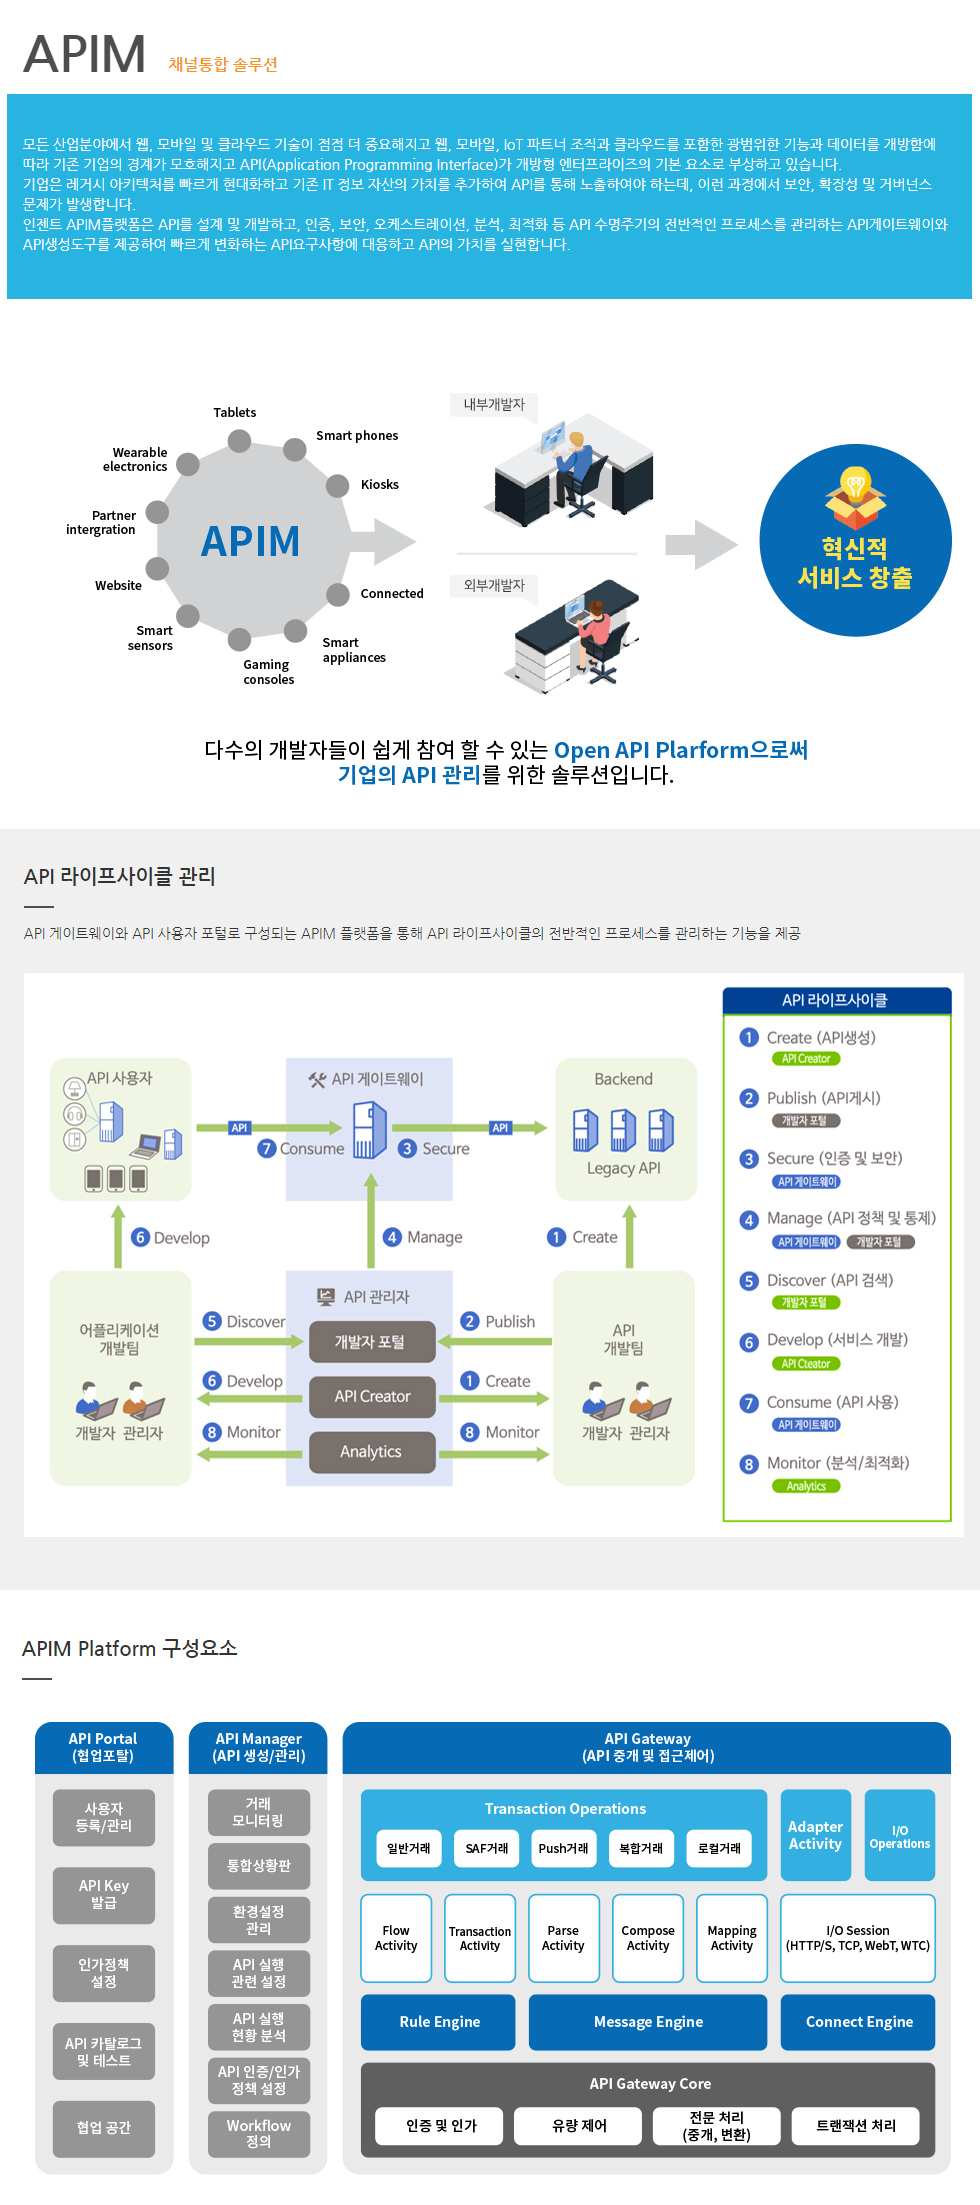 APIM 채널통합 솔루션
모든 산업분야에서 웹, 모바일 및 클라우드 기술이 점점 더 중요해지고 웹, 모바일, IoT 파트너 조직과 클라우드를 포함한 광범위한 기능과 데이터를 개방함에
따라 기존 기업의 경계가 모호해지고 API(Application Programming Interface)가 개방형 엔터프라이즈의 기본 요소로 부상하고 있습니다.
기업은 레거시 아키텍처를 빠르게 현대화하고 기존 IT 정보 자산의 가치를 추가하여 API를 통해 노출하여야 하는데, 이런 과정에서 보안, 확장성 및 거버넌스
문제가 발생합니다.
인젠트 APIM플랫폼은 API를 설계 및 개발하고, 인증, 보안, 오케스트레이션, 분석, 최적화 등 API 수명주기의 전반적인 프로세스를 관리하는 API게이트웨이와
API생성도구를 제공하여 빠르게 변화하는 API요구사항에 대응하고 API의 가치를 실현합니다.
Tablets
Smart phones
Wearable
electronics
Kiosks
Partner
intergration
APIM
Website
Connected
Smart
sensors
Smart
appliances
Gaming
consoles
내부개발자
외부개발자
혁신적
서비스 창출
다수의 개발자들이 쉽게 참여 할 수 있는 Open API Plarform으로써
기업의 API 관리를 위한 솔루션입니다.
API 라이프사이클 관리
API 게이트웨이와 API 사용자 포털로 구성되는 APIM 플랫폼을 통해 API 라이프사이클의 전반적인 프로세스를 관리하는 기능을 제공
API 사용자
API
7 Consume
API 게이트웨이
3 Secure
API
Backend
Legacy API
6 Develop
4 Manage
1 Create
어플리케이션
개발팀
개발자 관리자
5 Discover
6 Develop
8 Monitor
API 관리자
개발자 포털
API Creator
Analytics
2 Publish
1 Create
8 Monitor
API
개발팀
개발자 관리자
API 라이프사이클
1 Create (API생성)
API Creator
2 Publish (API게시)
개발자 포털
3 Secure (인증 및 보안)
API 게이트웨이
4 Manage (API 정책 및 통제)
API 게이트웨이 개발자 포털
5 Discover (API 검색)
개발자 포털
6 Develop (서비스 개발)
API Cteator
7 Consume (API 사용)
API 게이트웨이
8 Monitor (분석/최적화)
Analytics
APIM Platform 구성요소
API Portal
(협업포탈)
사용자
등록/관리
API Key
발급
인가정책
설정
API 카탈로그
및 테스트
협업 공간
API Manager
(API 생성/관리)
거래
모니터링
통합상황판
환경설정
관리
API 실행
관련 설정
API 실행
현황 분석
API 인증/인가
정책 설정
Workflow
정의
API Gateway
(API 중개 및 접근제어)
Transaction Operations
일반거래 SAF거래 Push거래 복합거래 로컬거래
Adapter
Activity
I/O
Operations
Flow
Activity
Transaction
Activity
Parse
Activity
Compose
Activity
Mapping
Activity
I/O Session
(HTTP/S, TCP, WebT, WTC)
Rule Engine
Message Engine
Connect Engine
API Gateway Core
인증 및 인가
유량 제어
전문 처리
(중개, 변환)
트랜잭션 처리